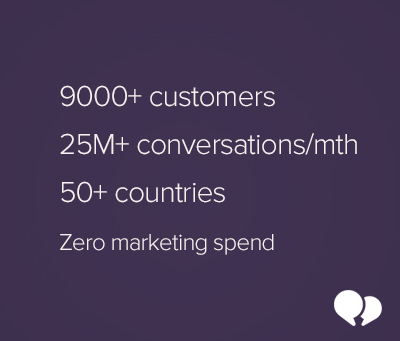 9000+ customers
25M+ conversations/mth
50+ countries
Zero marketing spend